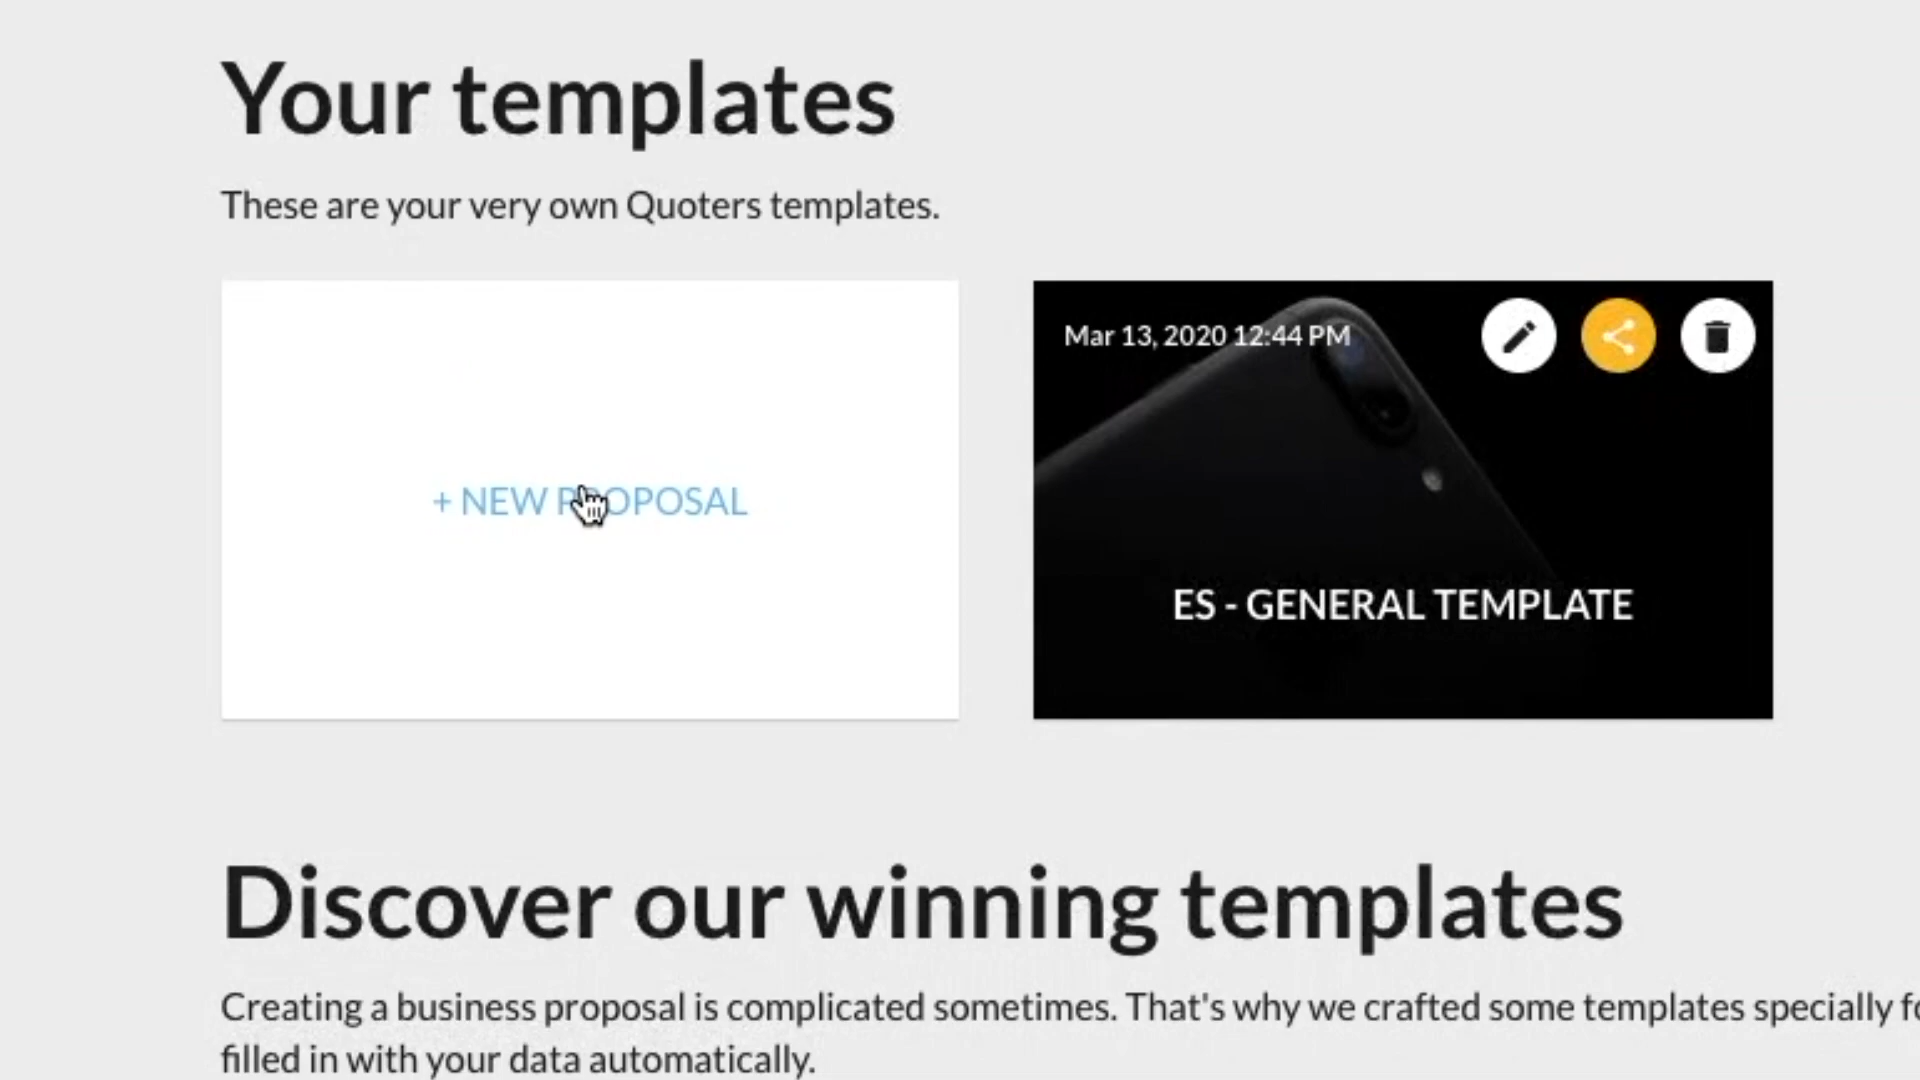 Your templates
These are your very own Quoters templates.
+ NEW PROPOSAL
Mar 13, 2020 12:44 PM
ES - GENERAL TEMPLATE
Discover our winning templates
Creating a business proposal is complicated sometimes. That's why we crafted some templates specially
filled in with your data automatically.